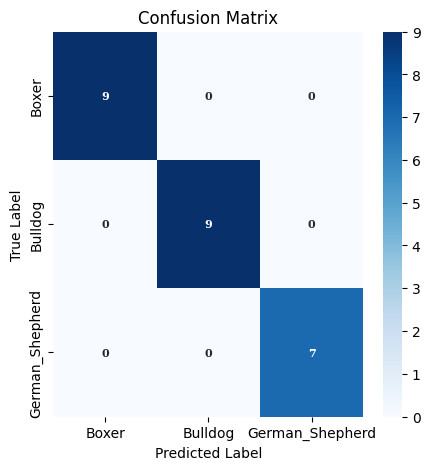 Confusion Matrix
True Label
Boxer
Bulldog
German_Shepherd
9 0 0
0 9 0
0 0 7
Boxer Bulldog German_Shepherd
Predicted Label
9
8
7
6
5
4
3
2
1
0